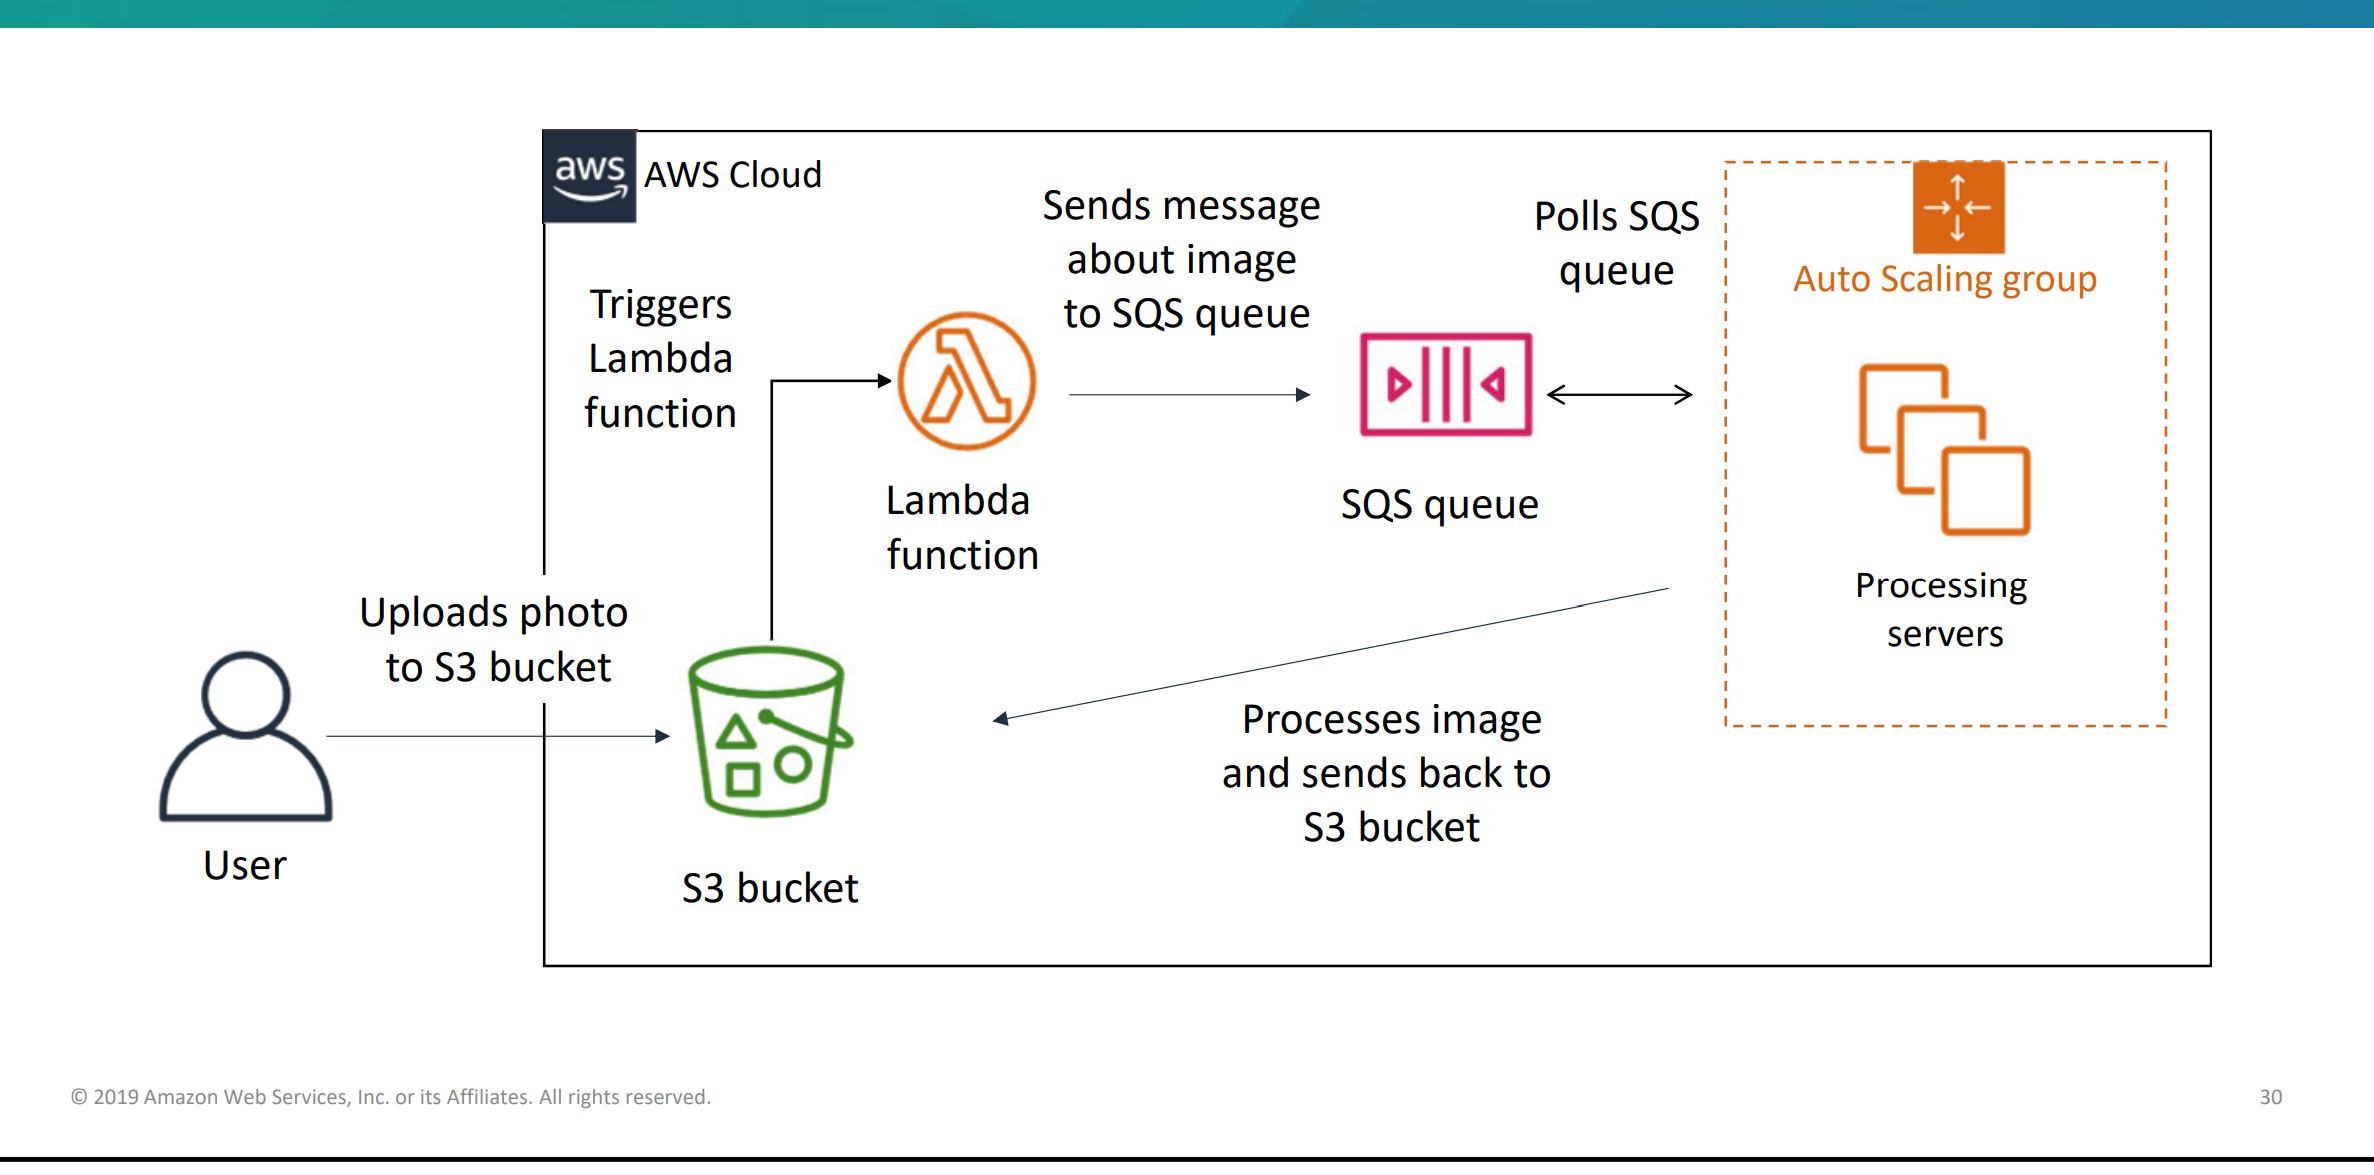 aws
AWS Cloud
Triggers
Lambda
function
Sends message
about image
to SQS queue
Polls SQS
queue
Auto Scaling group
Lambda
function
SQS queue
Processing
servers
Uploads photo
to S3 bucket
User
S3 bucket
Processes image
and sends back to
S3 bucket
© 2019 Amazon Web Services, Inc. or its Affiliates. All rights reserved.
30